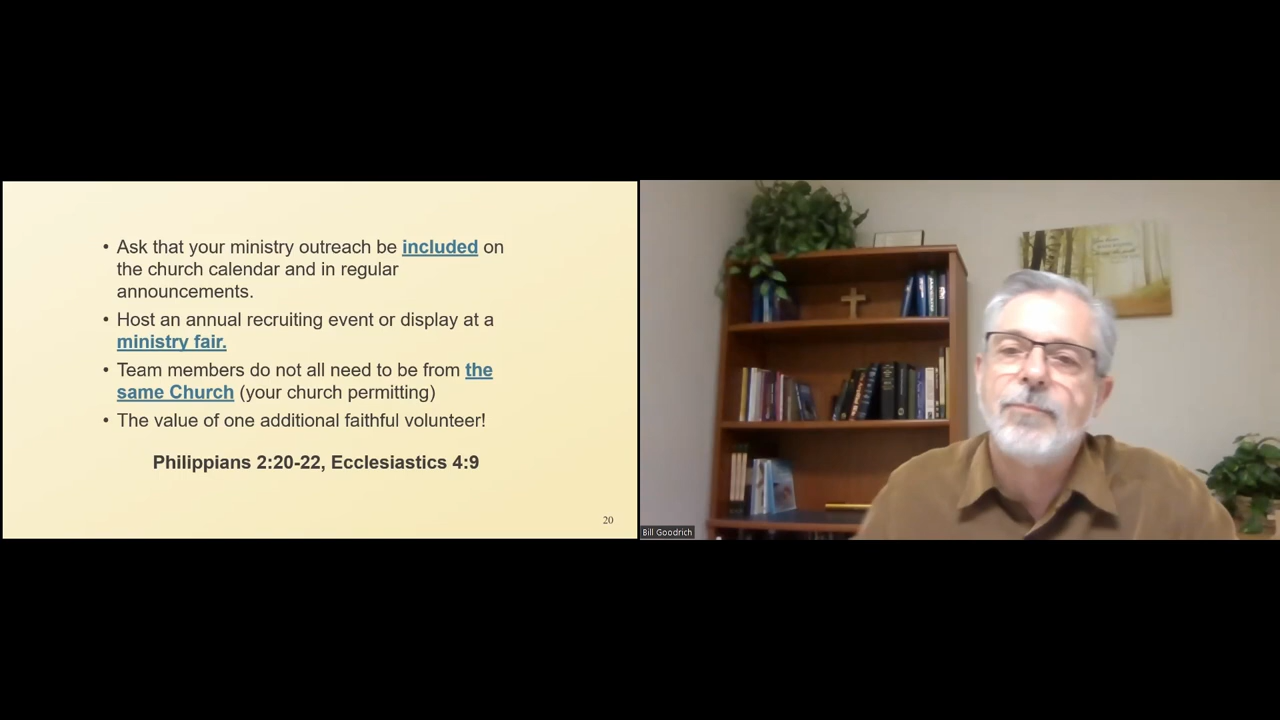 • Ask that your ministry outreach be included on
the church calendar and in regular
announcements.
• Host an annual recruiting event or display at a
ministry fair.
• Team members do not all need to be from the
same Church (your church permitting)
• The value of one additional faithful volunteer!
Philippians 2:20-22, Ecclesiastics 4:9
20
Bill Goodrich